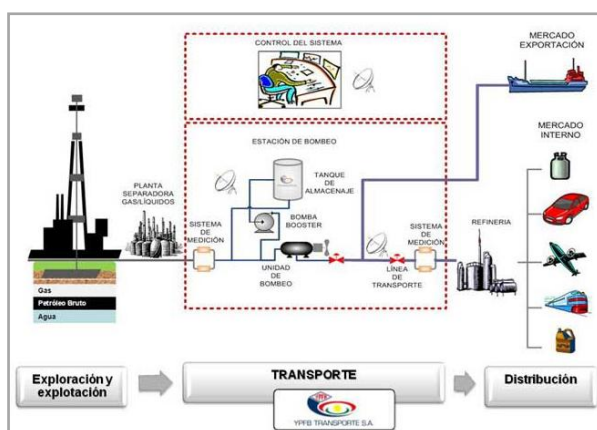 CONTROL DEL SISTEMA
MERCADO
EXPORTACIÓN
ESTACIÓN DE BOMBEO
MERCADO
INTERNO
TANQUE
DE
ALMACENAJE
PLANTA
SEPARADORA
GAS/LÍQUIDOS
SISTEMA
DE
MEDICIÓN
BOMBA
BOOSTER
SISTEMA
DE
MEDICIÓN
REFINERIA
UNIDAD
DE
BOMBEO
LÍNEA
DE
TRANSPORTE
Gas
Petróleo Bruto
Agua
Exploración y
explotación
TRANSPORTE
YPFB
YPFB TRANSPORTE S.A.
Distribución